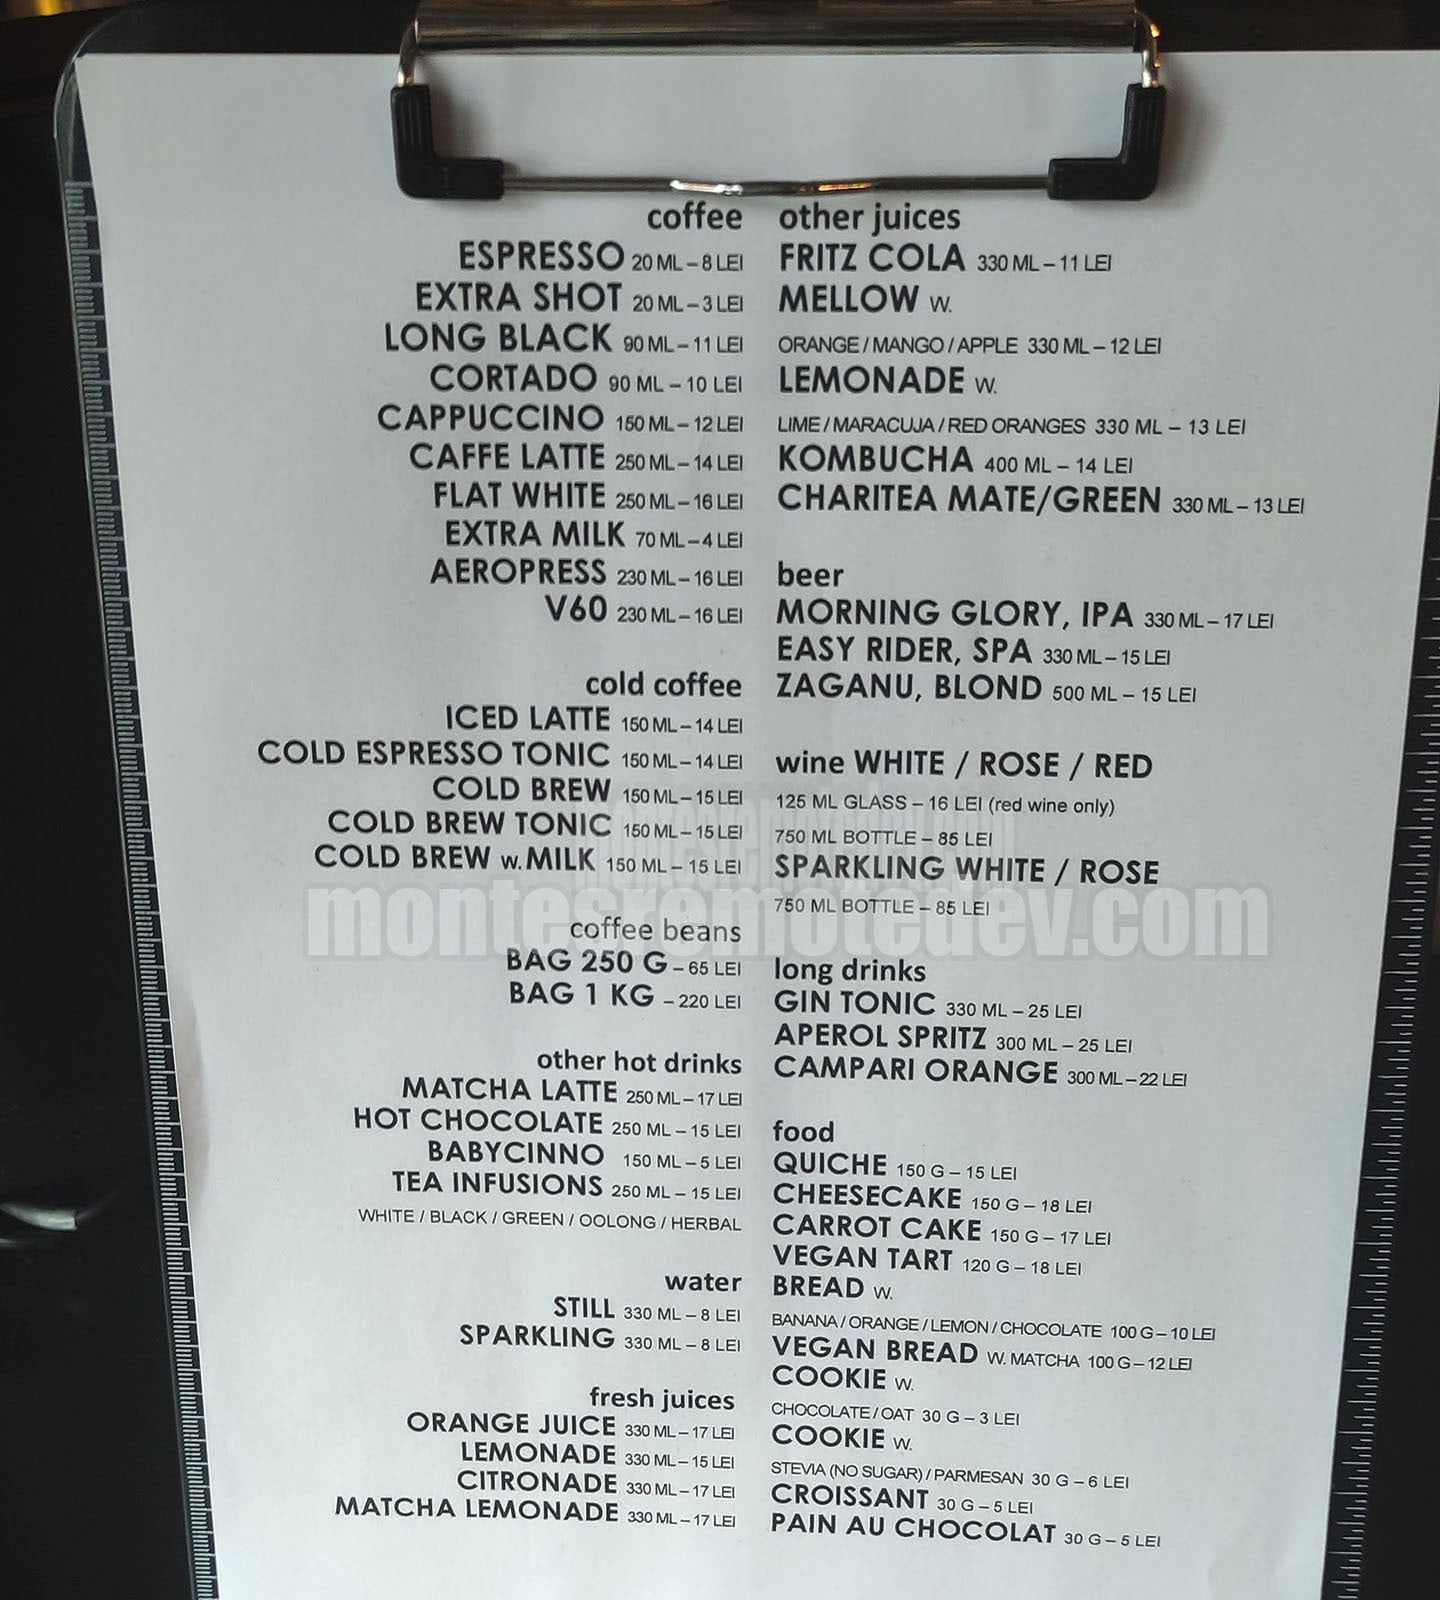 coffee
ESPRESSO 20 ML – 8 LEI
EXTRA SHOT 20 ML – 3 LEI
LONG BLACK 90 ML – 11 LEI
CORTADO 90 ML – 10 LEI
CAPPUCCINO 150 ML – 12 LEI
CAFFE LATTE 250 ML – 14 LEI
FLAT WHITE 250 ML – 16 LEI
EXTRA MILK 70 ML – 4 LEI
AEROPRESS 230 ML – 16 LEI
V60 230 ML – 16 LEI
cold coffee
ICED LATTE 150 ML – 14 LEI
COLD ESPRESSO TONIC 150 ML – 14 LEI
COLD BREW 150 ML – 15 LEI
COLD BREW TONIC 150 ML – 15 LEI
COLD BREW w. MILK 150 ML – 15 LEI
coffee beans
BAG 250 G – 65 LEI
BAG 1 KG – 220 LEI
other hot drinks
MATCHA LATTE 250 ML – 17 LEI
HOT CHOCOLATE 250 ML – 15 LEI
BABYCINNO 150 ML – 5 LEI
TEA INFUSIONS 250 ML – 15 LEI
WHITE / BLACK / GREEN / OOLONG / HERBAL
water
STILL 330 ML – 8 LEI
SPARKLING 330 ML – 8 LEI
fresh juices
ORANGE JUICE 330 ML – 17 LEI
LEMONADE 330 ML – 15 LEI
CITRONADE 330 ML – 17 LEI
MATCHA LEMONADE 330 ML – 17 LEI
other juices
FRITZ COLA 330 ML – 11 LEI
MELLOW W.
ORANGE / MANGO / APPLE 330 ML – 12 LEI
LEMONADE W.
LIME / MARACUJA / RED ORANGES 330 ML – 13 LEI
KOMBUCHA 400 ML – 14 LEI
CHARITEA MATE/GREEN 330 ML – 13 LEI
beer
MORNING GLORY, IPA 330 ML – 17 LEI
EASY RIDER, SPA 330 ML – 15 LEI
ZAGANU, BLOND 500 ML – 15 LEI
wine WHITE / ROSE / RED
125 ML GLASS – 16 LEI (red wine only)
750 ML BOTTLE – 85 LEI
SPARKLING WHITE / ROSE
750 ML BOTTLE – 85 LEI
long drinks
GIN TONIC 330 ML – 25 LEI
APEROL SPRITZ 300 ML – 25 LEI
CAMPARI ORANGE 300 ML – 22 LEI
food
QUICHE 150 G – 15 LEI
CHEESECAKE 150 G – 18 LEI
CARROT CAKE 150 G – 17 LEI
VEGAN TART 120 G – 18 LEI
BREAD W.
BANANA / ORANGE / LEMON / CHOCOLATE 100 G – 10 LEI
VEGAN BREAD W. MATCHA 100 G – 12 LEI
COOKIE W.
CHOCOLATE / OAT 30 G – 3 LEI
COOKIE W.
STEVIA (NO SUGAR) / PARMESAN 30 G – 6 LEI
CROISSANT 30 G – 5 LEI
PAIN AU CHOCOLAT 30 G – 5 LEI
montesremotedev.com